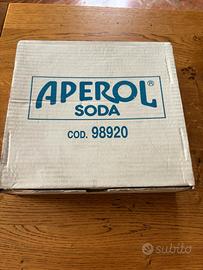 APEROL®
SODA
COD. 98920
subito